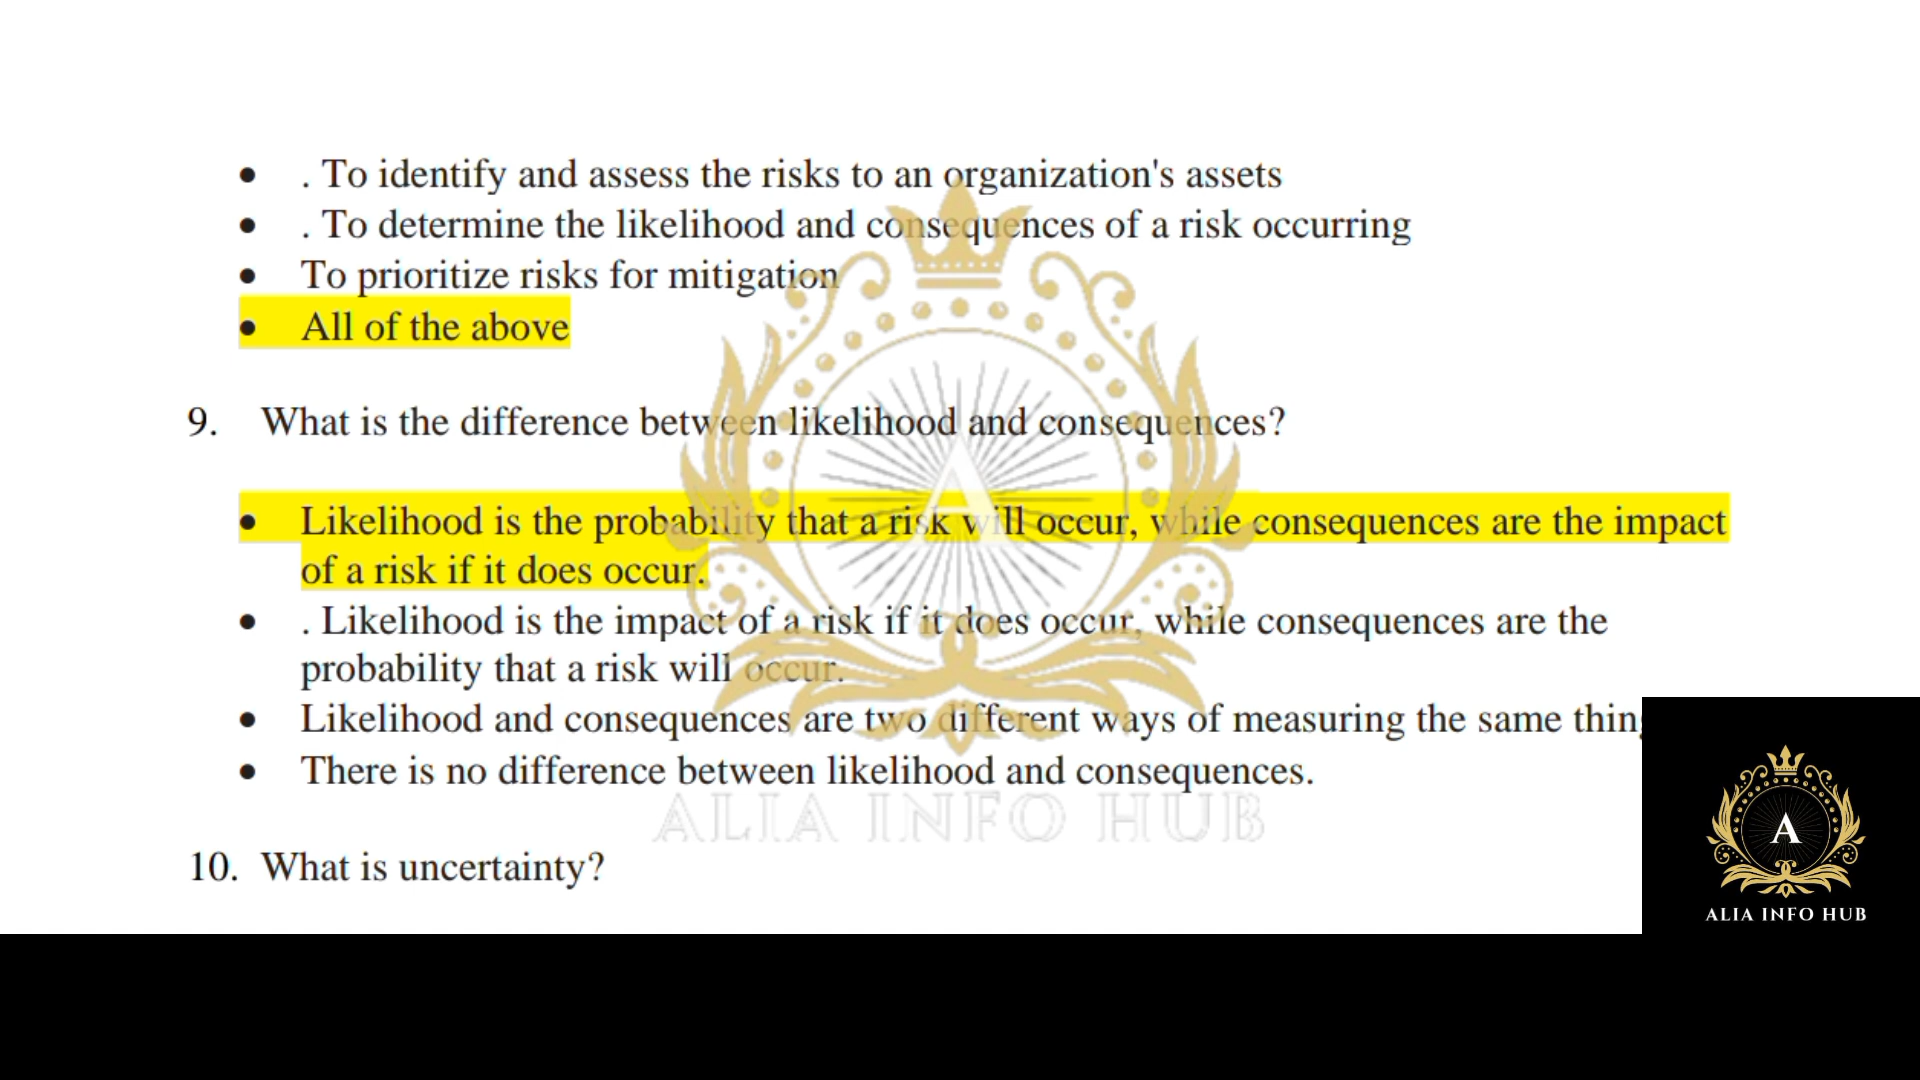 • . To identify and assess the risks to an organization's assets
• . To determine the likelihood and consequences of a risk occurring
• To prioritize risks for mitigation
• All of the above
9. What is the difference between likelihood and consequences?
• Likelihood is the probability that a risk will occur, while consequences are the impact
of a risk if it does occur.
• . Likelihood is the impact of a risk if it does occur, while consequences are the
probability that a risk will occur.
• Likelihood and consequences are two different ways of measuring the same
• There is no difference between likelihood and consequences.
10. What is uncertainty?
A
ALIA INFO HUB
A
ALIA INFO HUB